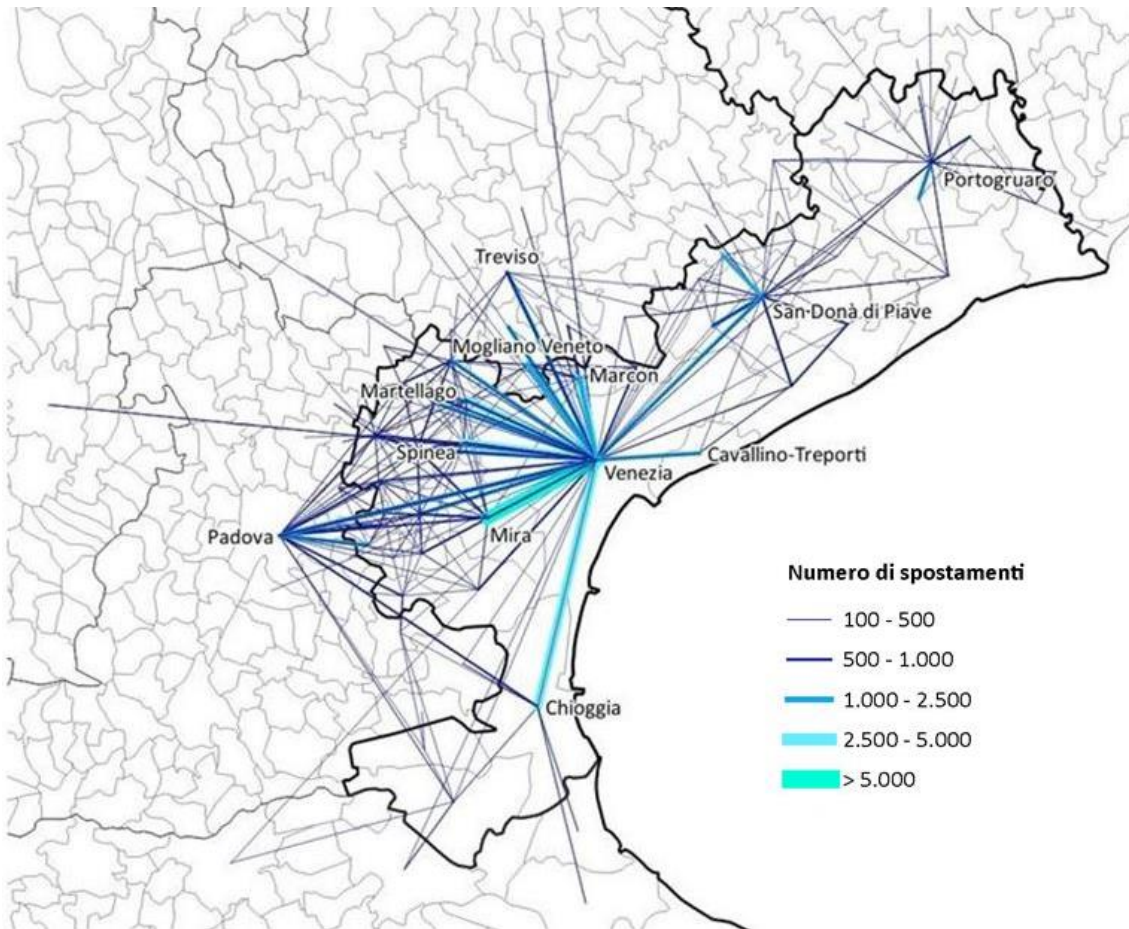 Portogruaro
Treviso
San-Donà di Piave
Mogliano Veneto
Marcon
Martellago
Spinea
Cavallino-Treporti
Venezia
Padova
Mira
Chioggia
Numero di spostamenti
100 - 500
500 - 1.000
1.000 - 2.500
2.500 - 5.000
> 5.000